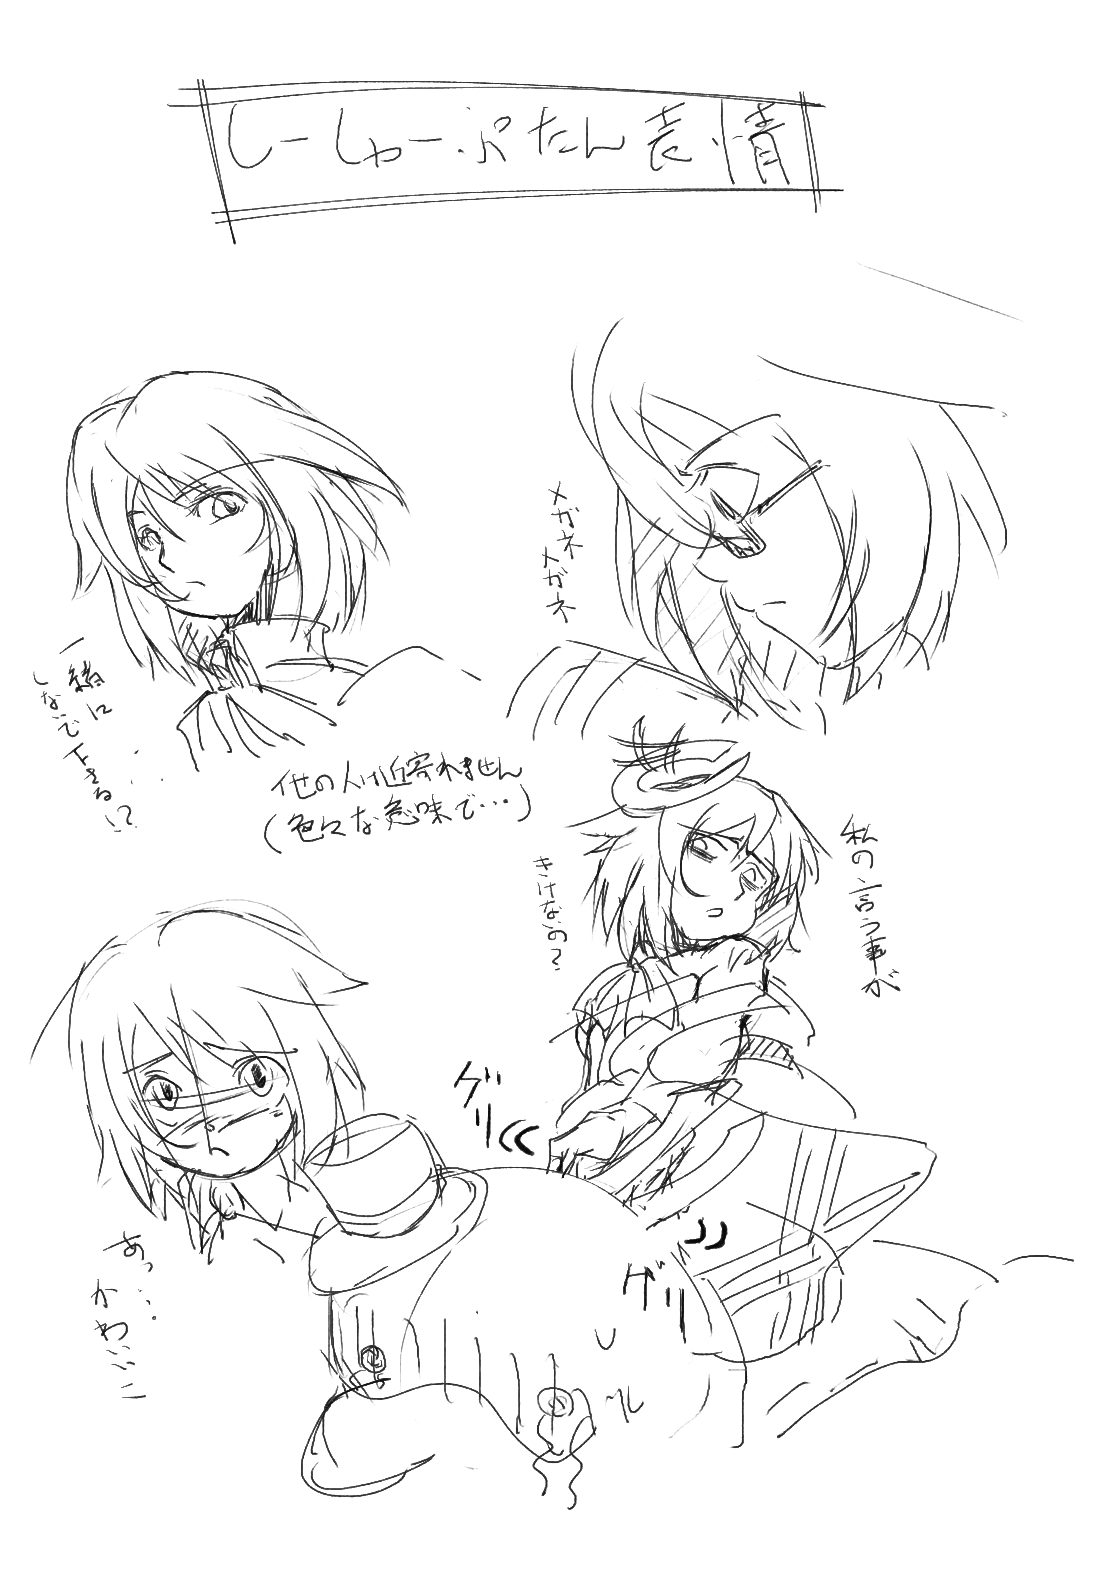 しーしゅーぷたん表情
メガネメガネ
一緒に
しないで下さる!?
他の人は近寄れません
(色々な意味で…)
私の言う事が
きけないの?
グリ
グリ
あっ…
かわいい